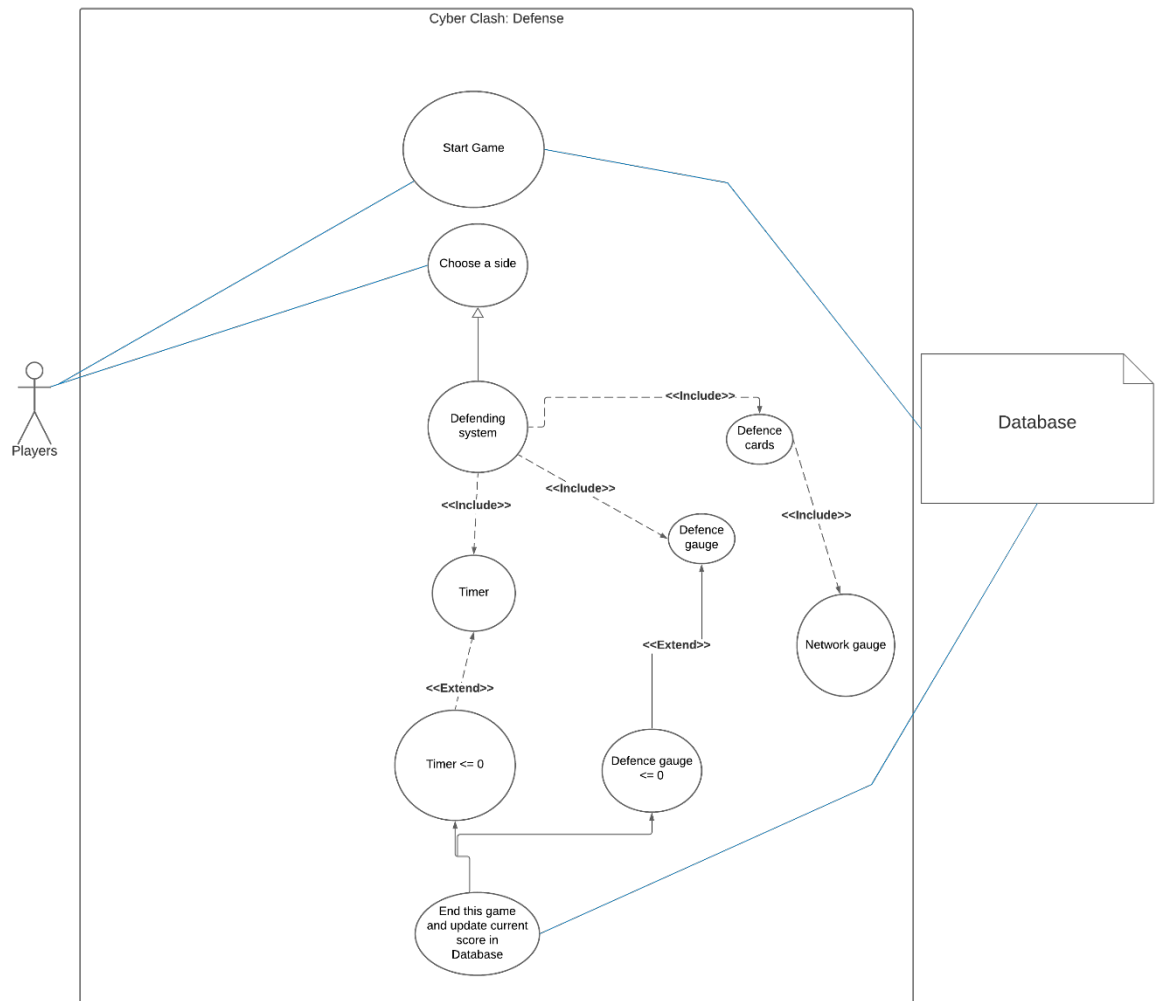 Cyber Clash: Defense
Start Game
Choose a side
Players
Defending
system
<<Include>>
Defence
cards
Database
<<Include>>
<<Include>>
<<Include>>
Defence
gauge
Timer
<<Extend>>
Network gauge
<<Extend>>
Timer <= 0
Defence gauge
<= 0
End this game
and update current
score in
Database